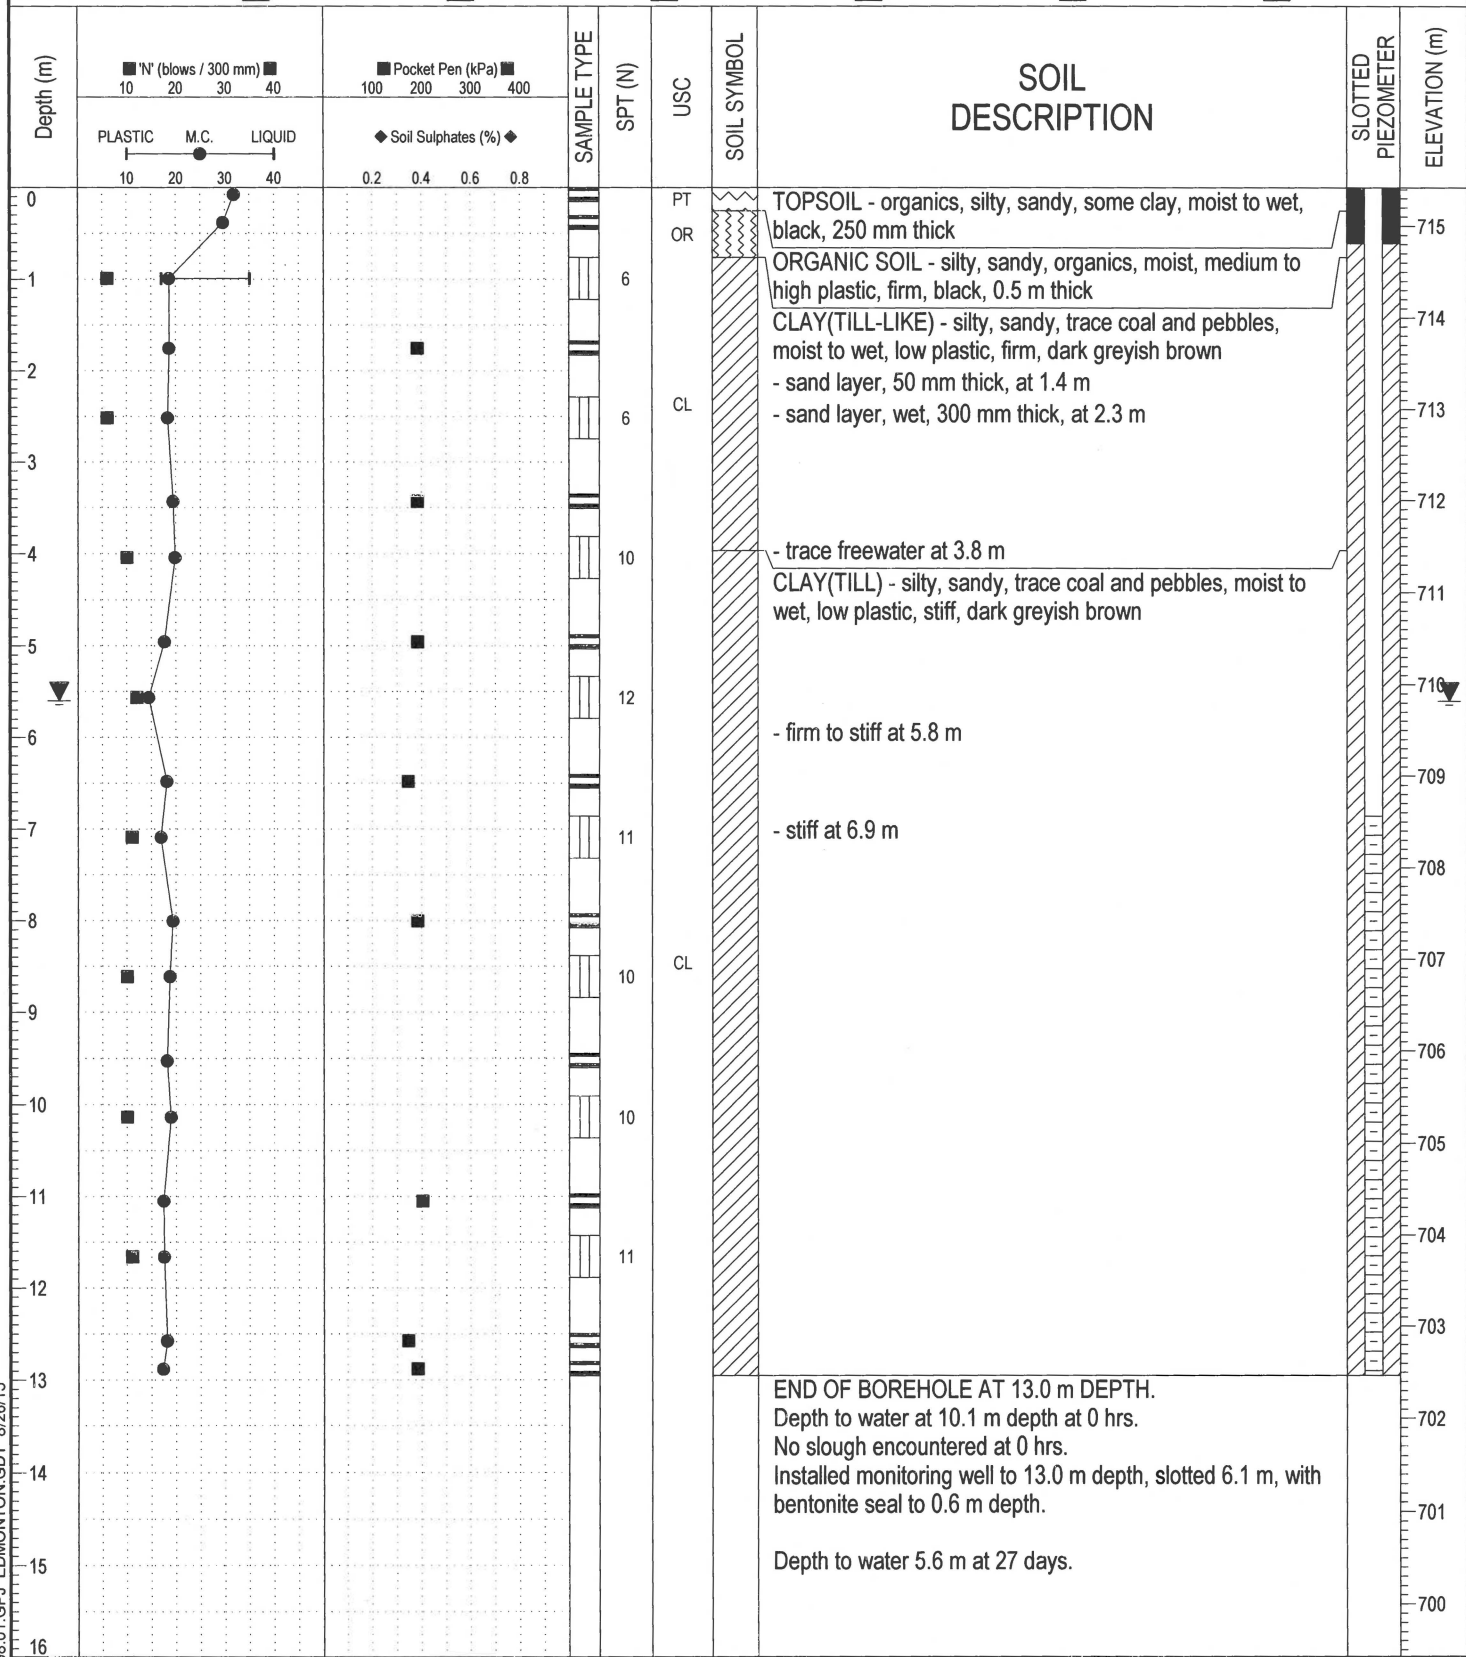 Depth (m)
■ 'N' (blows / 300 mm) ■
10 20 30 40
PLASTIC M.C. LIQUID
10 20 30 40
■ Pocket Pen (kPa) ■
100 200 300 400
◆ Soil Sulphates (%) ◆
0.2 0.4 0.6 0.8
SAMPLE TYPE
SPT (N)
USC
SOIL SYMBOL
SOIL
DESCRIPTION
SLOTTED
PIEZOMETER
ELEVATION (m)
0
1
2
3
4
5
6
7
8
9
10
11
12
13
14
15
16
6
6
10
12
11
10
10
11
PT
OR
CL
CL
TOPSOIL - organics, silty, sandy, some clay, moist to wet,
black, 250 mm thick
ORGANIC SOIL - silty, sandy, organics, moist, medium to
high plastic, firm, black, 0.5 m thick
CLAY(TILL-LIKE) - silty, sandy, trace coal and pebbles,
moist to wet, low plastic, firm, dark greyish brown
- sand layer, 50 mm thick, at 1.4 m
- sand layer, wet, 300 mm thick, at 2.3 m
- trace freewater at 3.8 m
CLAY(TILL) - silty, sandy, trace coal and pebbles, moist to
wet, low plastic, stiff, dark greyish brown
- firm to stiff at 5.8 m
- stiff at 6.9 m
END OF BOREHOLE AT 13.0 m DEPTH.
Depth to water at 10.1 m depth at 0 hrs.
No slough encountered at 0 hrs.
Installed monitoring well to 13.0 m depth, slotted 6.1 m, with
bentonite seal to 0.6 m depth.
Depth to water 5.6 m at 27 days.
715
714
713
712
711
710
709
708
707
706
705
704
703
702
701
700